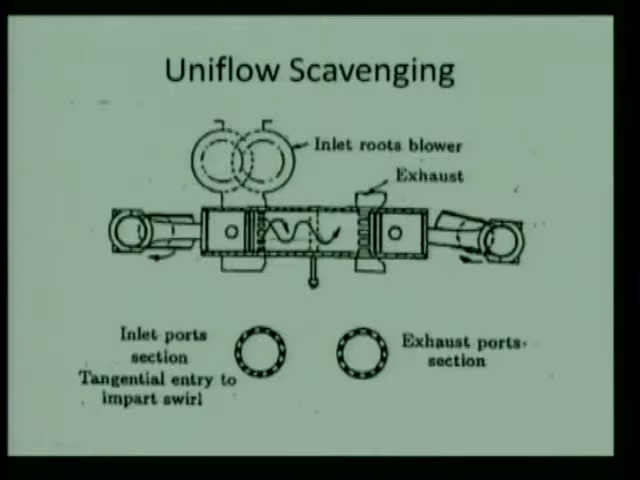 Uniflow Scavenging
Inlet roots blower
Exhaust
Inlet ports
section
Tangential entry to
impart swirl
Exhaust ports
section